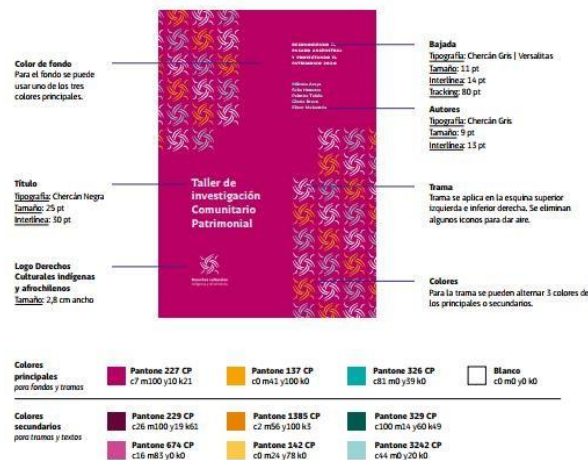 Color de fondo
Para el fondo se puede
usar uno de los tres
colores principales.
Título
Tipografía: Chercán Negra
Tamaño: 25 pt
Interlínea: 30 pt
Logo Derechos
Culturales indígenas
y afrochilenos
Tamaño: 2,8 cm ancho
Y PROTEGIENDO EL
Taller de
investigación
Comunitario
Patrimonial
Derechos culturales
Bajada
Tipografía: Chercán Gris | Versalitas
Tamaño: 11 pt
Interlínea: 14 pt
Tracking: 80 pt
Autores
Tipografía: Chercán Gris
Tamaño: 9 pt
Interlínea: 13 pt
Trama
Trama se aplica en la esquina superior
izquierda e inferior derecha. Se eliminan
algunos iconos para dar aire.
Colores
Para la trama se pueden alternar 3 colores de
los principales o secundarios.
Colores
principales
para fondos y tramas
Pantone 227 CP
c7 m100 y10 k21
Pantone 137 CP
c0 m41 y100 k0
Pantone 326 CP
c81 m0 y39 k0
Blanco
c0 m0 y0 k0
Colores
secundarios
para tramas y textos
Pantone 229 CP
c26 m100 y19 k61
Pantone 1385 CP
c2 m56 y100 k3
Pantone 329 CP
c100 m14 y60 k49
Pantone 674 CP
c16 m83 y0 k0
Pantone 142 CP
c0 m24 y78 k0
Pantone 3242 CP
c44 m0 y20 k0